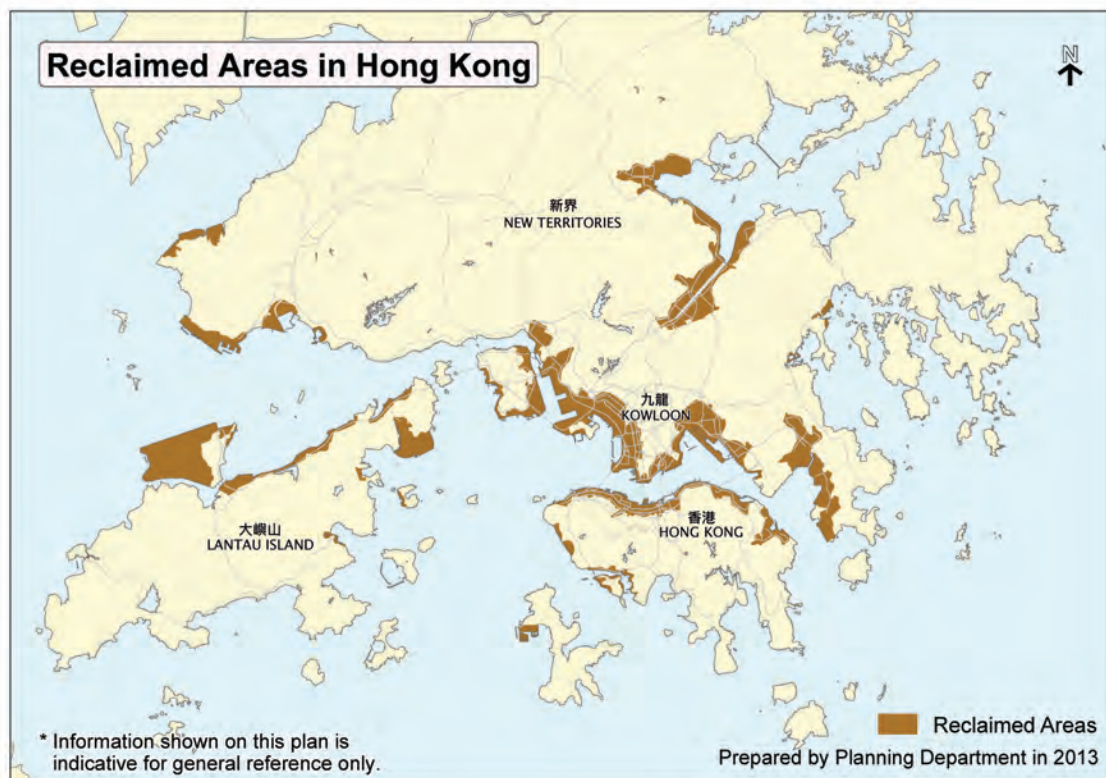 Reclaimed Areas in Hong Kong
N
新界
NEW TERRITORIES
九龍
KOWLOON
香港
HONG KONG
大嶼山
LANTAU ISLAND
Reclaimed Areas
* Information shown on this plan is
indicative for general reference only.
Prepared by Planning Department in 2013